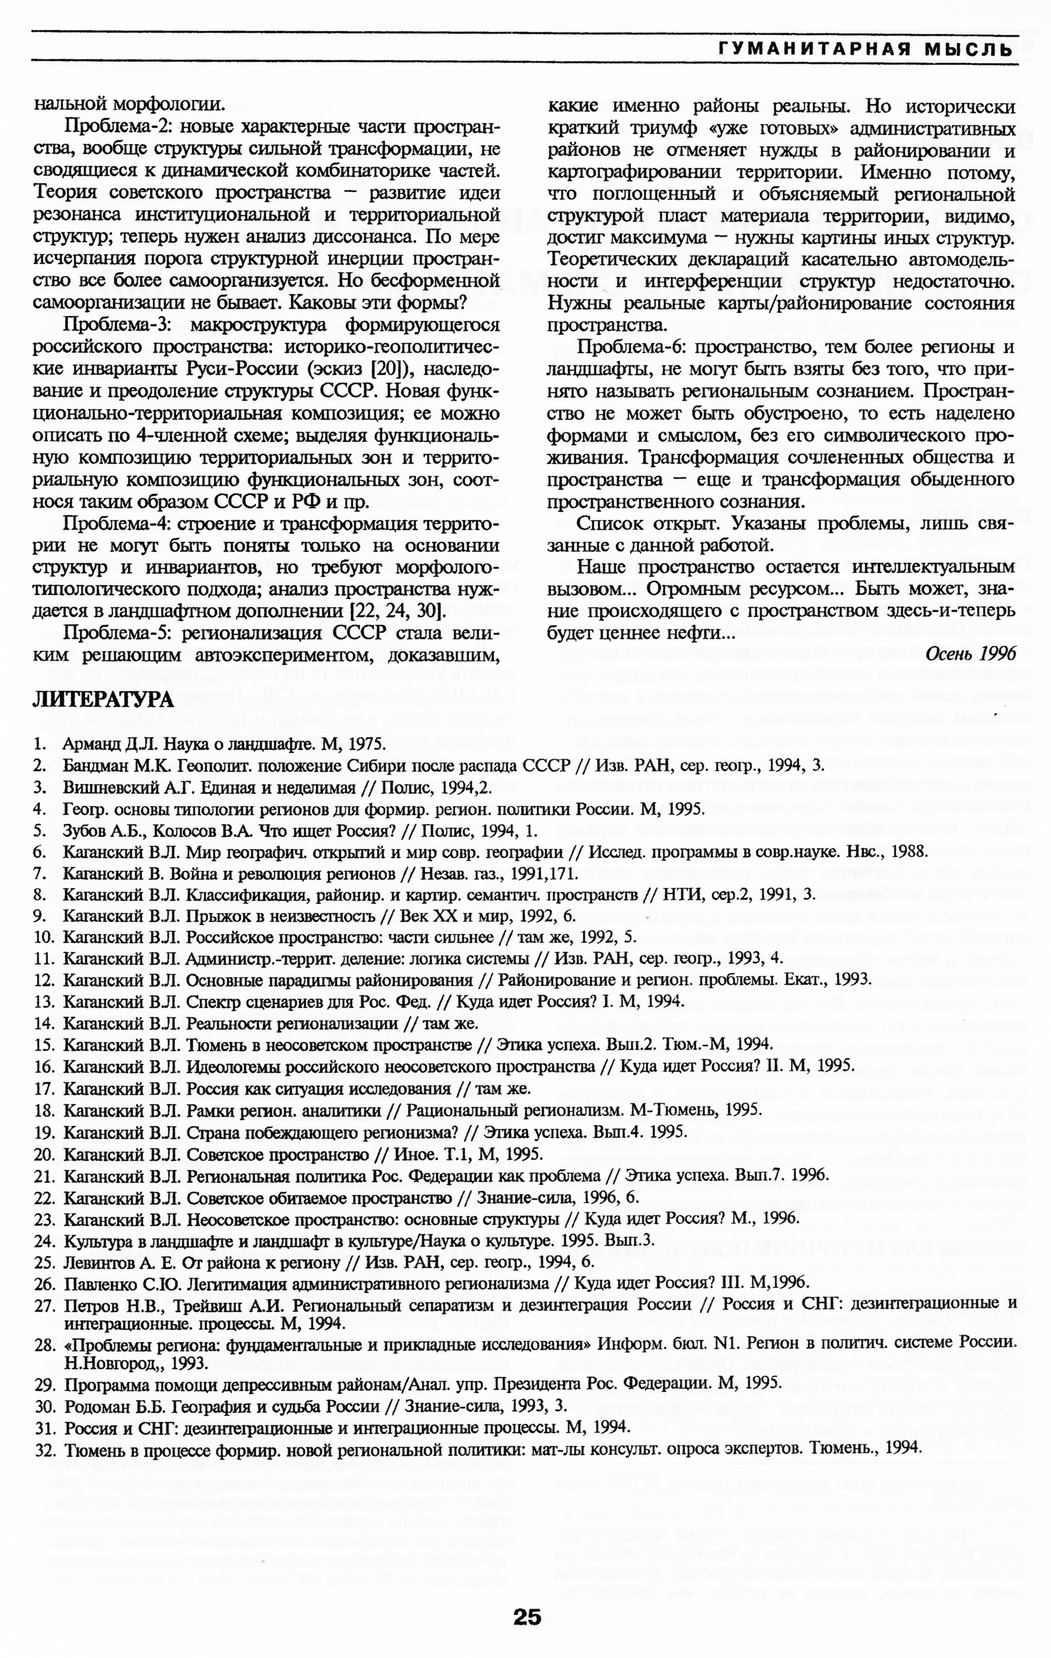 ГУМАНИТАРНАЯ МЫСЛЬ
нальной морфологии.
Проблема-2: новые характерные части простран-
ства, вообще структуры сильной трансформации, не
сводящиеся к динамической комбинаторике частей.
Теория советского пространства — развитие идеи
резонанса институциональной и территориальной
структур; теперь нужен анализ диссонанса. По мере
исчерпания порога структурной инерции простран-
ство все более самоорганизуется. Но бесформенной
самоорганизации не бывает. Каковы эти формы?
Проблема-3: макроструктура формирующегося
российского пространства: историко-геополитичес-
кие инварианты Руси-России (эскиз [20]), наследо-
вание и преодоление структуры СССР. Новая функ-
ционально-территориальная композиция; ее можно
описать по 4-членной схеме; выделяя функциональ-
ную композицию территориальных зон и террито-
риальную композицию функциональных зон, соот-
нося таким образом СССР и РФ и пр.
Проблема-4: строение и трансформация террито-
рии не могут быть поняты только на основании
структур и инвариантов, но требуют морфолого-
типологического подхода; анализ пространства нуж-
дается в ландшафтном дополнении [22, 24, 30].
Проблема-5: регионализация СССР стала вели-
ким решающим автоэкспериментом, доказавшим,
какие именно районы реальны. Но исторически
краткий триумф «уже готовых» административных
районов не отменяет нужды в районировании и
картографировании территории. Именно потому,
что поглощенный и объясняемый региональной
структурой пласт материала территории, видимо,
достиг максимума — нужны картины иных структур.
Теоретических деклараций касательно автомодель-
ности и интерференции структур недостаточно.
Нужны реальные карты/районирование состояния
пространства.
Проблема-6: пространство, тем более регионы и
ландшафты, не могут быть взяты без того, что при-
нято называть региональным сознанием. Простран-
ство не может быть обустроено, то есть наделено
формами и смыслом, без его символического про-
живания. Трансформация сочлененных общества и
пространства — еще и трансформация обыденного
пространственного сознания.
Список открыт. Указаны проблемы, лишь свя-
занные с данной работой.
Наше пространство остается интеллектуальным
вызовом... Огромным ресурсом... Быть может, зна-
ние происходящего с пространством здесь-и-теперь
будет ценнее нефти...
Осень 1996
ЛИТЕРАТУРА
1. Арманд Д.Л. Наука о ландшафте. М, 1975.
2. Бандман М.К. Геополит. положение Сибири после распада СССР // Изв. РАН, сер. геогр., 1994, 3.
3. Вишневский А.Г. Единая и неделимая // Полис, 1994,2.
4. Геогр. основы типологии регионов для формир. регион. политики России. М, 1995.
5. Зубов А.Б., Колосов В.А. Что ищет Россия? // Полис, 1994, 1.
6. Каганский В.Л. Мир географич. открытий и мир совр. географии // Исслед. программы в совр.науке. Нвс., 1988.
7. Каганский В. Война и революция регионов // Незав. газ., 1991,171.
8. Каганский В.Л. Классификация, районир. и картир. семантич. пространств // НТИ, сер.2, 1991, 3.
9. Каганский В.Л. Прыжок в неизвестность // Век XX и мир, 1992, 6.
10. Каганский В.Л. Российское пространство: части сильнее // там же, 1992, 5.
11. Каганский В.Л. Администр.-террит. деление: логика системы // Изв. РАН, сер. геогр., 1993, 4.
12. Каганский В.Л. Основные парадигмы районирования // Районирование и регион. проблемы. Екат., 1993.
13. Каганский В.Л. Спектр сценариев для Рос. Фед. // Куда идет Россия? I. М, 1994.
14. Каганский В.Л. Реальности регионализации // там же.
15. Каганский В.Л. Тюмень в неосоветском пространстве // Этика успеха. Вып.2. Тюм.-М, 1994.
16. Каганский В.Л. Идеологемы российского неосоветского пространства // Куда идет Россия? II. М, 1995.
17. Каганский В.Л. Россия как ситуация исследования // там же.
18. Каганский В.Л. Рамки регион. аналитики // Рациональный регионализм. М-Тюмень, 1995.
19. Каганский В.Л. Страна побеждающего регионизма? // Этика успеха. Вып.4. 1995.
20. Каганский В.Л. Советское пространство // Иное. Т.1, М, 1995.
21. Каганский В.Л. Региональная политика Рос. Федерации как проблема // Этика успеха. Вып.7. 1996.
22. Каганский В.Л. Советское обитаемое пространство // Знание-сила, 1996, 6.
23. Каганский В.Л. Неосоветское пространство: основные структуры // Куда идет Россия? М., 1996.
24. Культура в ландшафте и ландшафт в культуре/Наука о культуре. 1995. Вып.3.
25. Левинтов А. Е. От района к региону // Изв. РАН, сер. геогр., 1994, 6.
26. Павленко С.Ю. Легитимация административного регионализма // Куда идет Россия? III. М,1996.
27. Петров Н.В., Трейвиш А.И. Региональный сепаратизм и дезинтеграция России // Россия и СНГ: дезинтеграционные и
интеграционные. процессы. М, 1994.
28. «Проблемы региона: фундаментальные и прикладные исследования» Информ. бюл. N1. Регион в политич. системе России.
Н.Новгород,, 1993.
29. Программа помощи депрессивным районам/Анал. упр. Президента Рос. Федерации. М, 1995.
30. Родоман Б.Б. География и судьба России // Знание-сила, 1993, 3.
31. Россия и СНГ: дезинтеграционные и интеграционные процессы. М, 1994.
32. Тюмень в процессе формир. новой региональной политики: мат-лы консульт. опроса экспертов. Тюмень., 1994.
25